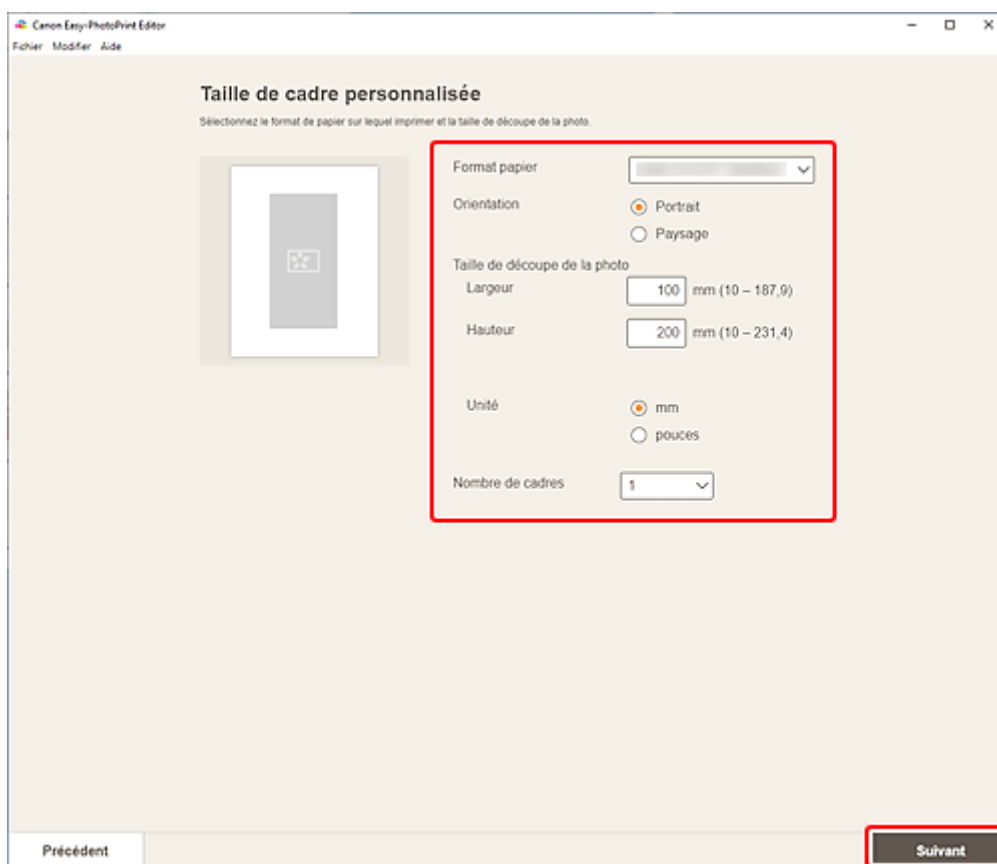 Canon Easy-PhotoPrint Editor
Fichier Modifier Aide
Taille de cadre personnalisée
Sélectionnez le format de papier sur lequel imprimer et la taille de découpe de la photo.
Format papier
Orientation
Portrait
Paysage
Taille de découpe de la photo
Largeur 100 mm (10 – 187,9)
Hauteur 200 mm (10 – 231,4)
Unité
mm
pouces
Nombre de cadres 1
Précédent Suivant